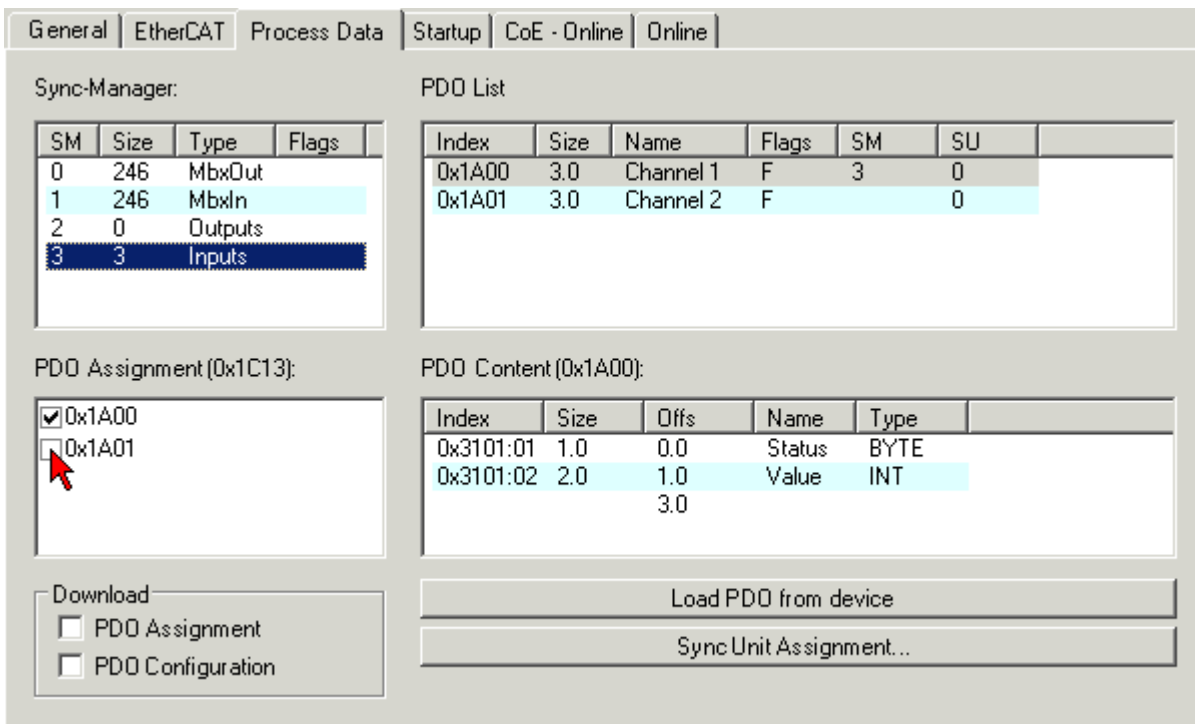 General EtherCAT Process Data Startup CoE - Online Online
Sync-Manager:
SM Size Type Flags
0 246 MbxOut
1 246 MbxIn
2 0 Outputs
3 3 Inputs
PDO List
Index Size Name Flags SM SU
0x1A00 3.0 Channel 1 F 3 0
0x1A01 3.0 Channel 2 F 0
PDO Assignment (0x1C13):
0x1A00
0x1A01
PDO Content (0x1A00):
Index Size Offs Name Type
0x3101:01 1.0 0.0 Status BYTE
0x3101:02 2.0 1.0 Value INT
3.0
Download
PDO Assignment
PDO Configuration
Load PDO from device
Sync Unit Assignment...